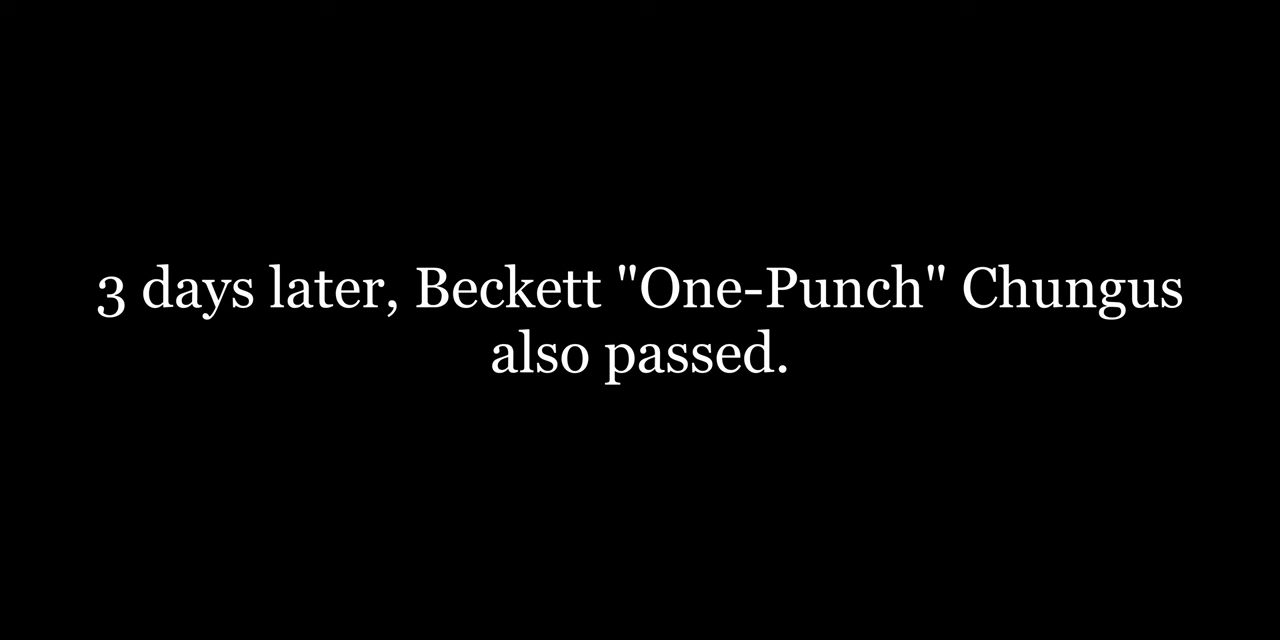 3 days later, Beckett "One-Punch" Chungus
also passed.